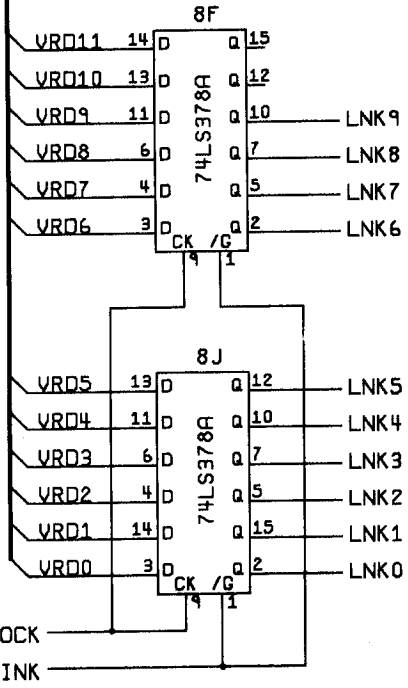 8F
VRD11 14 D Q 15
VRD10 13 D Q 12
VRD9 11 D Q 10 LNK9
VRD8 6 D Q 7 LNK8
VRD7 4 D Q 5 LNK7
VRD6 3 D Q 2 LNK6
74LS378A
CK /G
9 1
8J
VRD5 13 D Q 12 LNK5
VRD4 11 D Q 10 LNK4
VRD3 6 D Q 7 LNK3
VRD2 4 D Q 5 LNK2
VRD1 14 D Q 15 LNK1
VRD0 3 D Q 2 LNK0
74LS378A
CK /G
9 1
OCK
INK